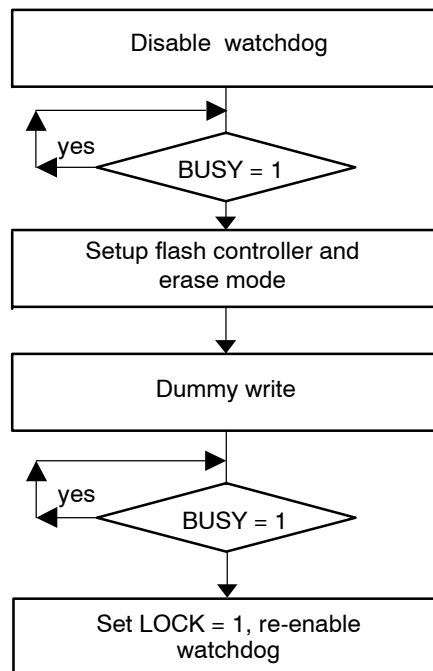 Disable watchdog
yes
BUSY = 1
Setup flash controller and
erase mode
Dummy write
yes
BUSY = 1
Set LOCK = 1, re-enable
watchdog